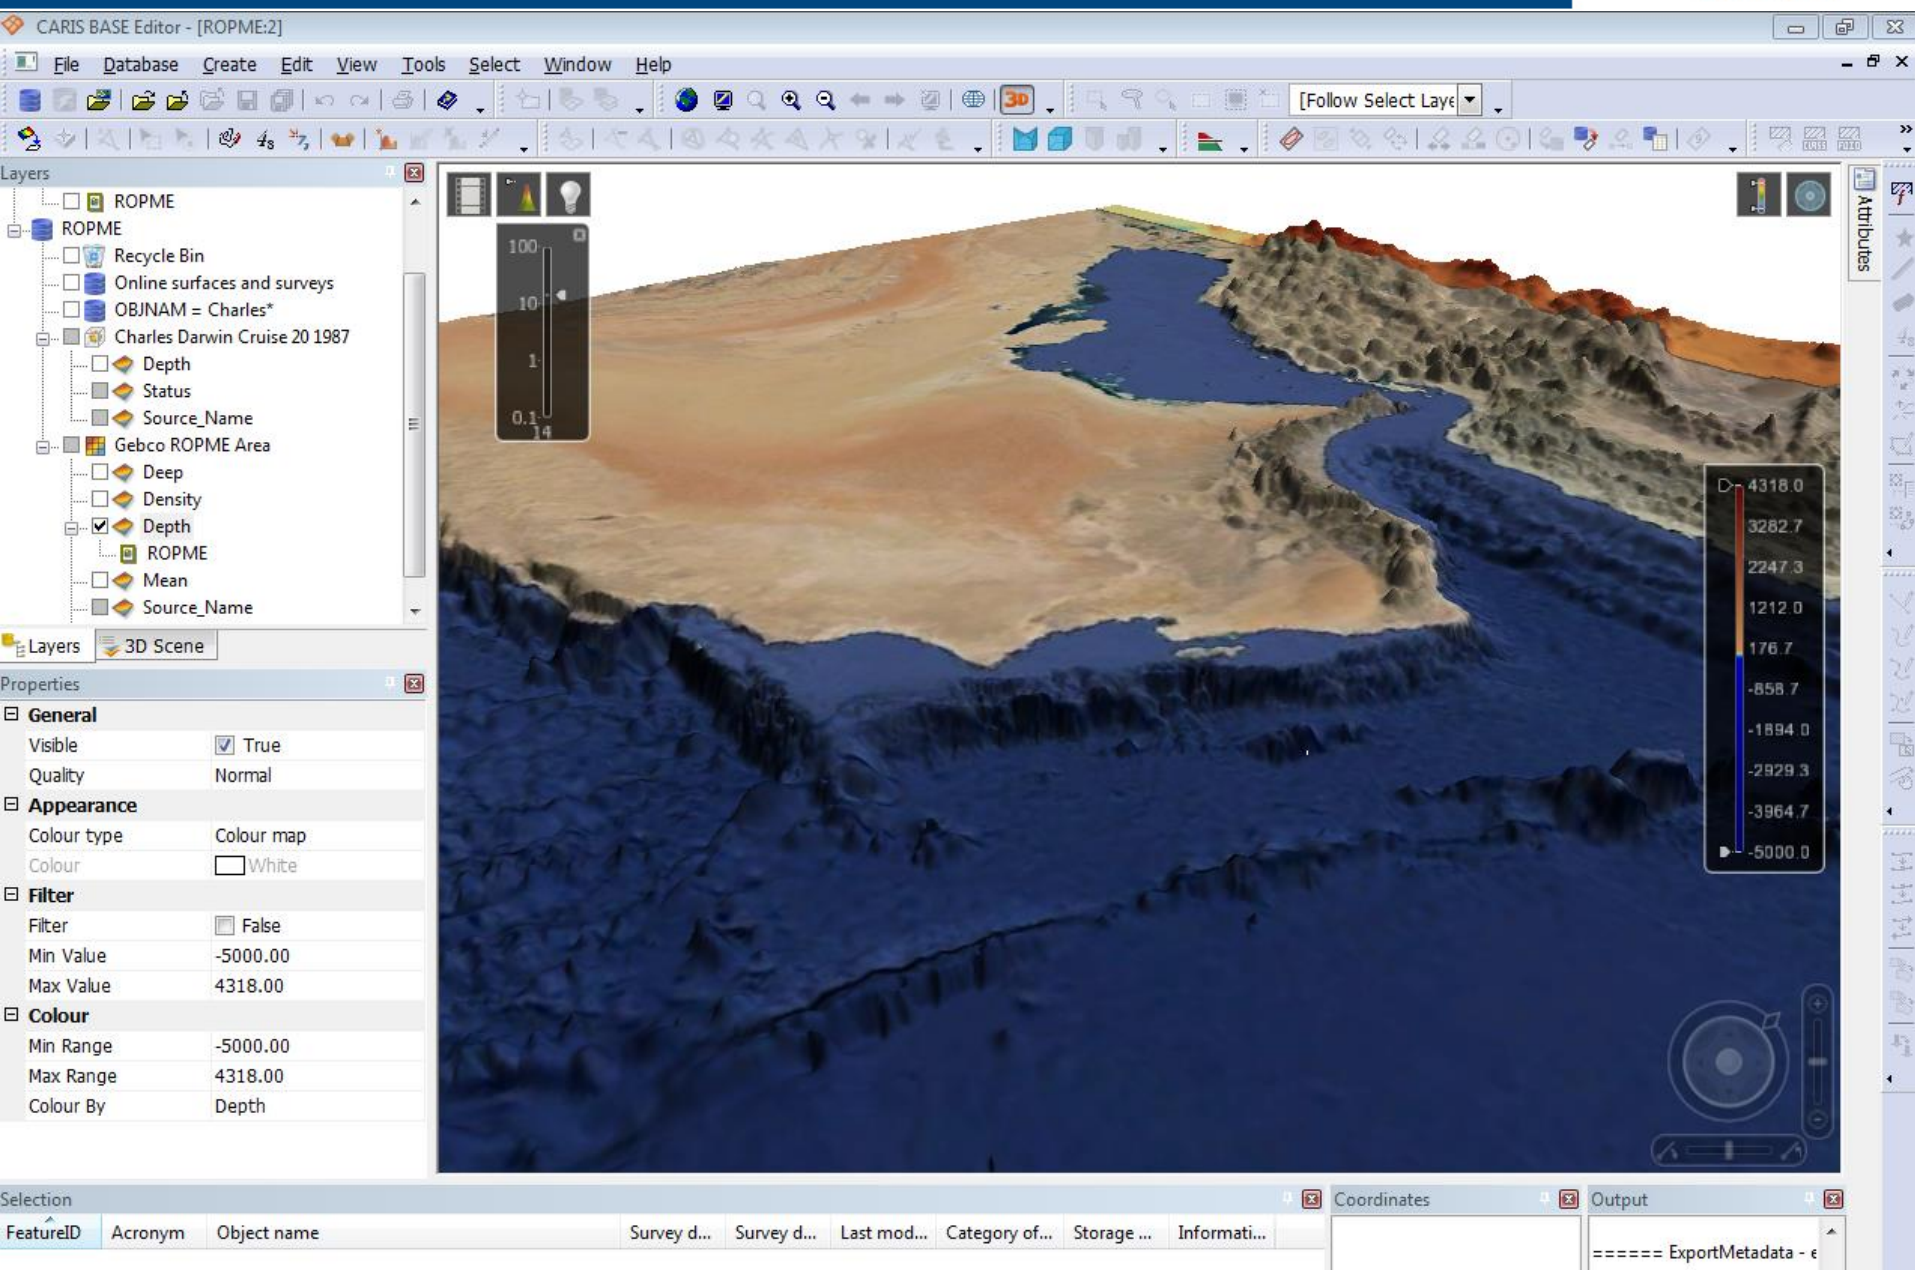 CARIS BASE Editor - [ROPME:2]
File Database Create Edit View Tools Select Window Help
3D [Follow Select Laye
Layers
ROPME
ROPME
Recycle Bin
Online surfaces and surveys
OBJNAM = Charles*
Charles Darwin Cruise 20 1987
Depth
Status
Source_Name
Gebco ROPME Area
Deep
Density
Depth
ROPME
Mean
Source_Name
Layers 3D Scene
Properties
General
Visible True
Quality Normal
Appearance
Colour type Colour map
Colour White
Filter
Filter False
Min Value -5000.00
Max Value 4318.00
Colour
Min Range -5000.00
Max Range 4318.00
Colour By Depth
100
10
1
0.1
14
4318.0
3282.7
2247.3
1212.0
176.7
-858.7
-1894.0
-2929.3
-3964.7
-5000.0
Attributes
Selection
FeatureID Acronym Object name Survey d... Survey d... Last mod... Category of... Storage ... Informati...
Coordinates
Output
====== ExportMetadata - e